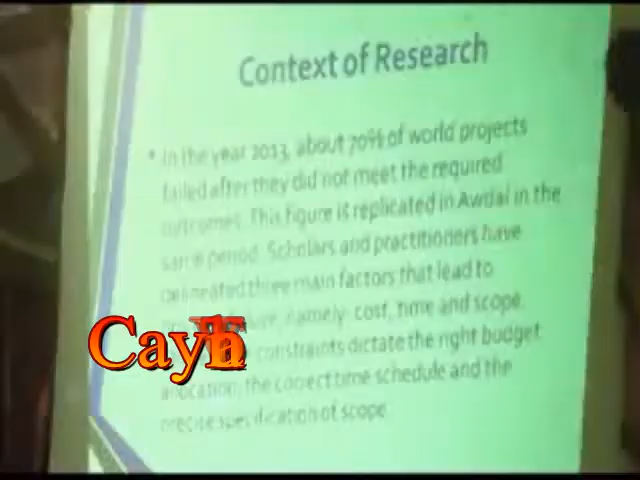 Context of Research
• In the year 2013, about 70% of world projects
failed after they did not meet the required
outcomes. This figure is replicated in Awdal in the
same period. Scholars and practitioners have
delineated three main factors that lead to
namely: cost, time and scope.
constraints dictate the right budget
allocation, the correct time schedule and the
precise specification of scope.
Cay